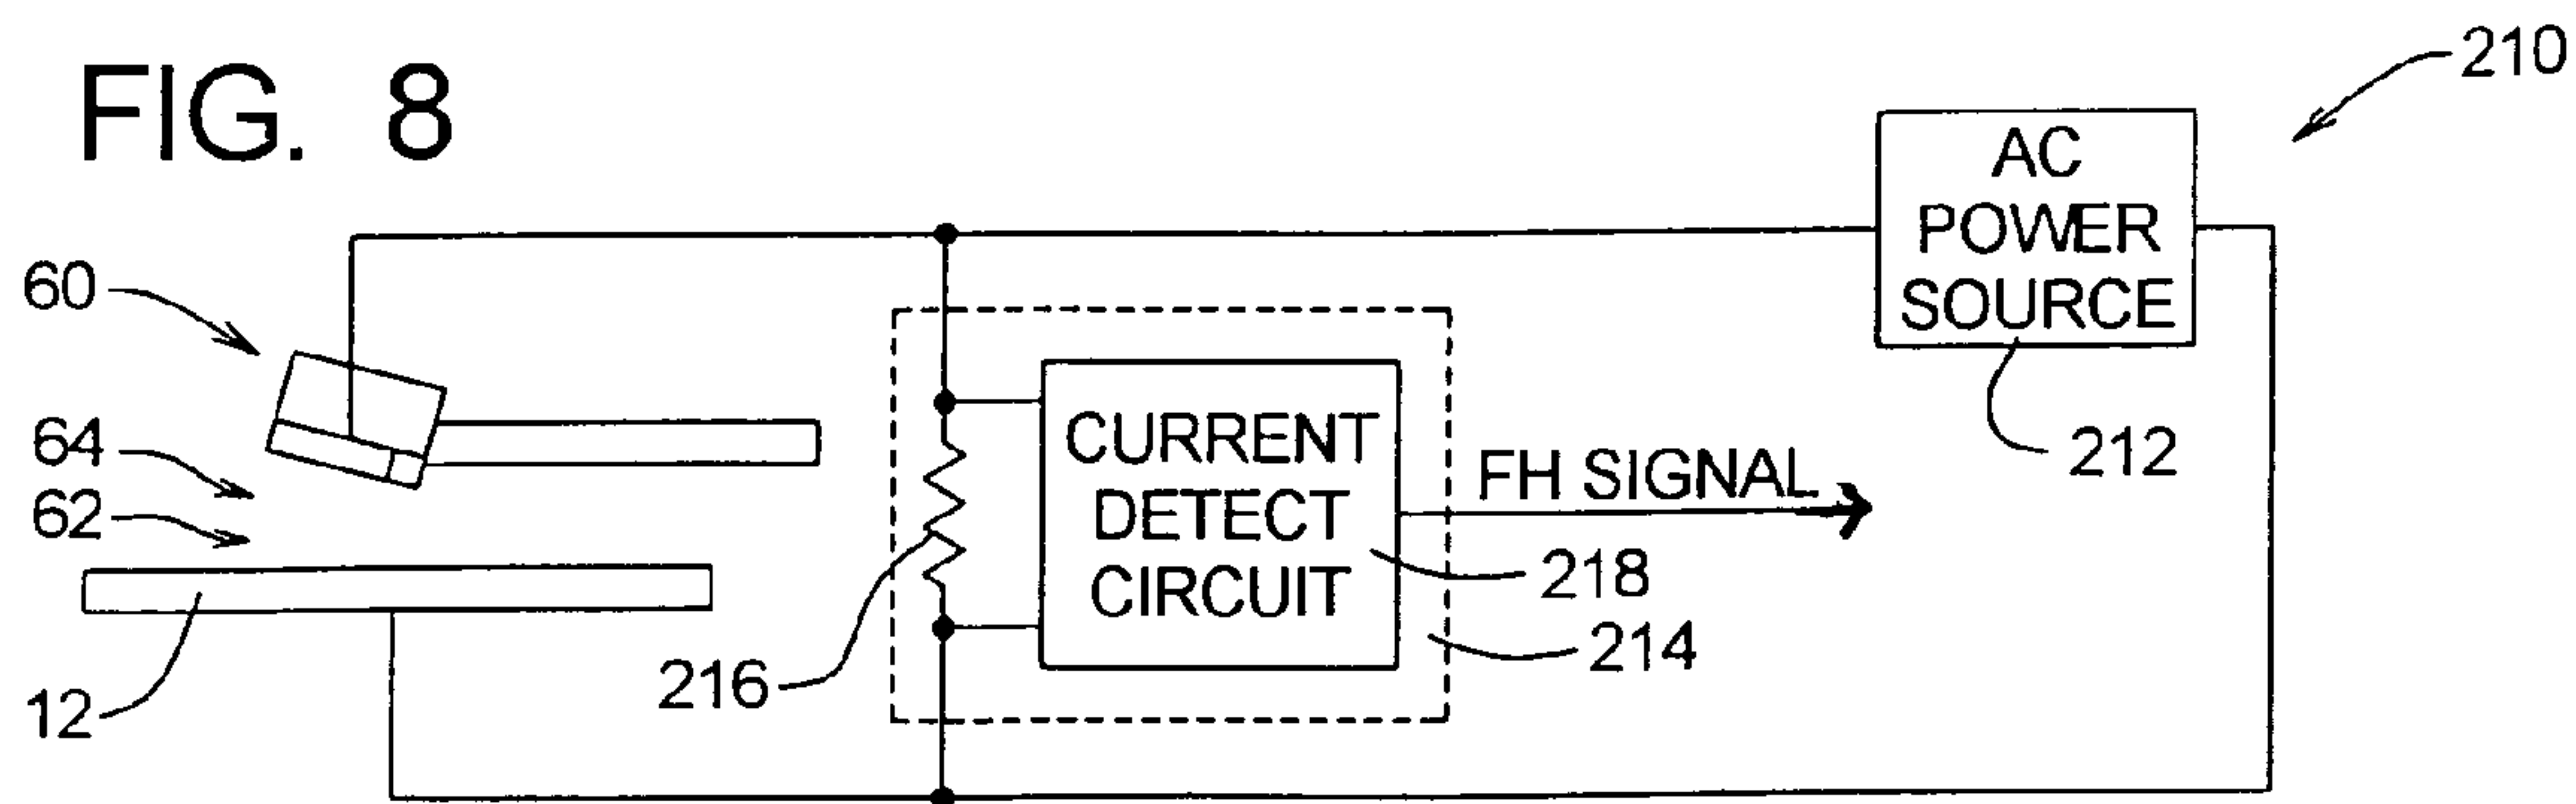 FIG. 8
210
AC
POWER
SOURCE
212
60
64
62
12
216
CURRENT
DETECT
CIRCUIT
FH SIGNAL
218
214